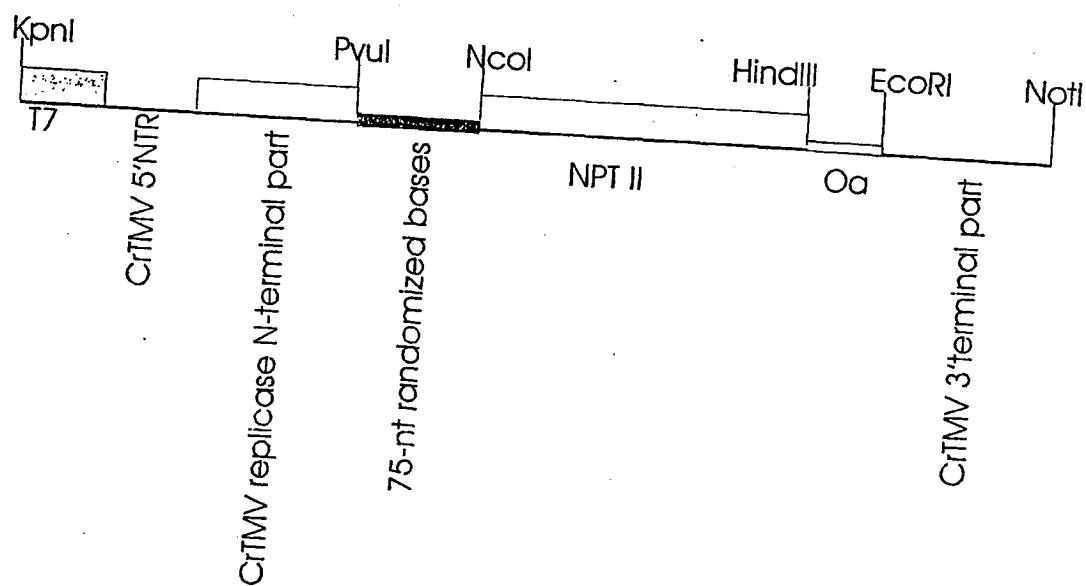 KpnI
PvuI
NcoI
HindIII
EcoRI
NotI
T7
CrTMV 5'NTR
CrTMV replicase N-terminal part
75-nt randomized bases
NPT II
Oa
CrTMV 3'terminal part